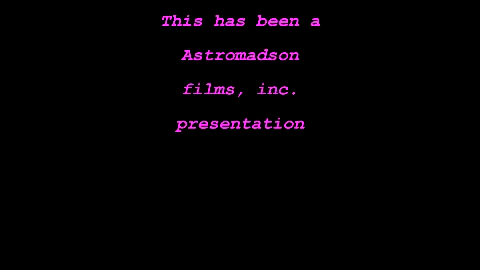 This has been a
Astromadson
films, inc.
presentation